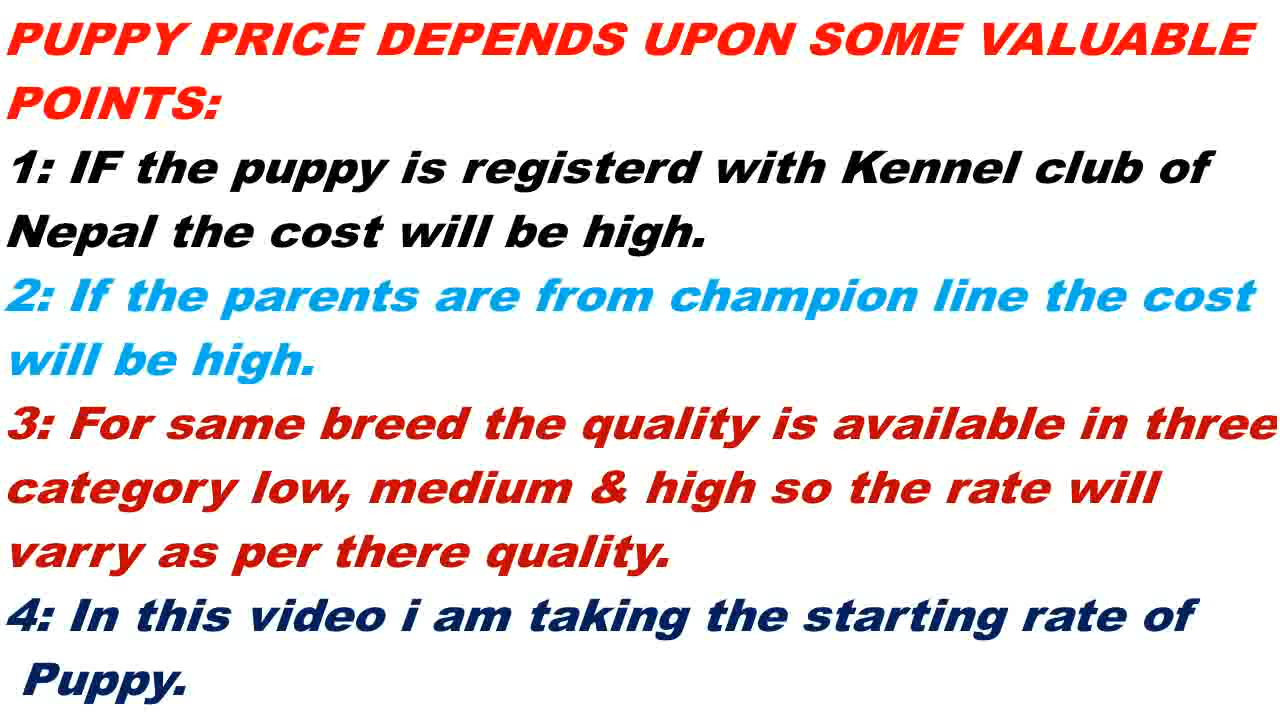 PUPPY PRICE DEPENDS UPON SOME VALUABLE
POINTS:
1: IF the puppy is registerd with Kennel club of
Nepal the cost will be high.
2: If the parents are from champion line the cost
will be high.
3: For same breed the quality is available in three
category low, medium & high so the rate will
varry as per there quality.
4: In this video i am taking the starting rate of
Puppy.